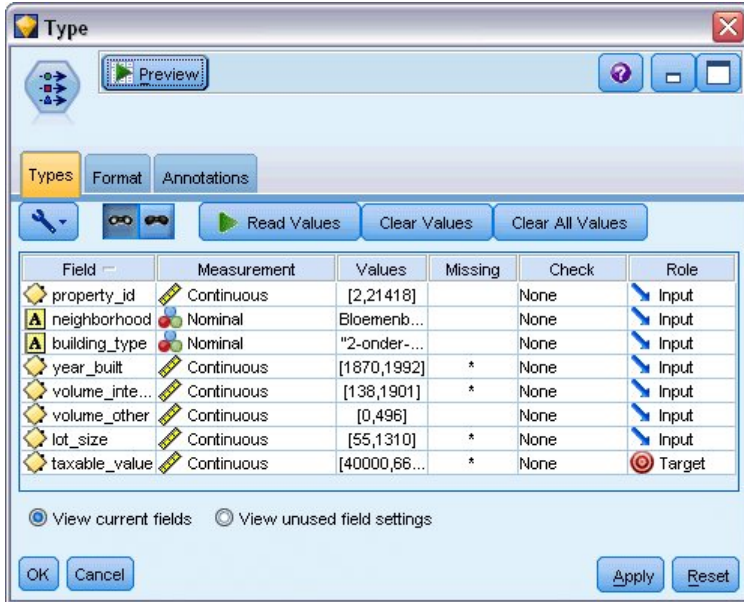 Type
Preview
Types Format Annotations
Read Values Clear Values Clear All Values
Field Measurement Values Missing Check Role
property_id Continuous [2,21418] None Input
A neighborhood Nominal Bloemenb... None Input
A building_type Nominal "2-onder-... None Input
year_built Continuous [1870,1992] * None Input
volume_inte... Continuous [138,1901] * None Input
volume_other Continuous [0,496] None Input
lot_size Continuous [55,1310] * None Input
taxable_value Continuous [40000,66... * None Target
View current fields View unused field settings
OK Cancel Apply Reset